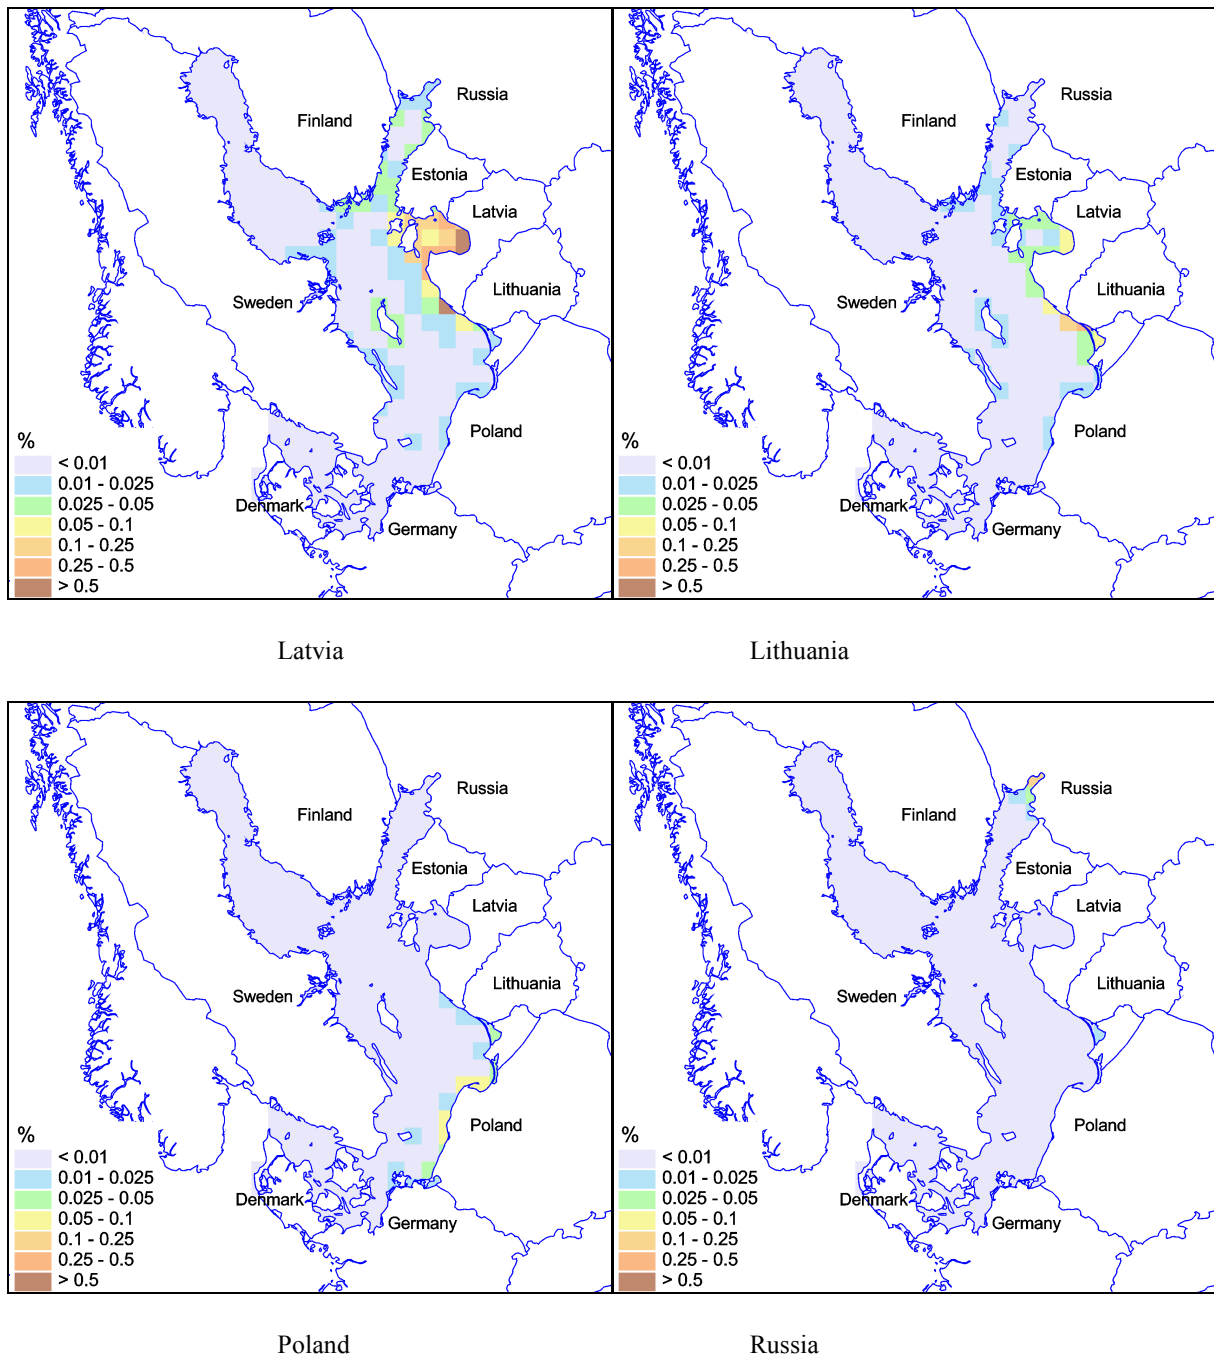 Russia
Finland
Estonia
Latvia
Lithuania
Sweden
Poland
%
< 0.01
0.01 - 0.025
0.025 - 0.05
Denmark
0.05 - 0.1
Germany
0.1 - 0.25
0.25 - 0.5
> 0.5
Russia
Finland
Estonia
Latvia
Lithuania
Sweden
Poland
%
< 0.01
0.01 - 0.025
0.025 - 0.05
Denmark
0.05 - 0.1
Germany
0.1 - 0.25
0.25 - 0.5
> 0.5
Latvia
Lithuania
Russia
Finland
Estonia
Latvia
Lithuania
Sweden
Poland
%
< 0.01
0.01 - 0.025
0.025 - 0.05
Denmark
0.05 - 0.1
Germany
0.1 - 0.25
0.25 - 0.5
> 0.5
Russia
Finland
Estonia
Latvia
Lithuania
Sweden
Poland
%
< 0.01
0.01 - 0.025
0.025 - 0.05
Denmark
0.05 - 0.1
Germany
0.1 - 0.25
0.25 - 0.5
> 0.5
Poland
Russia